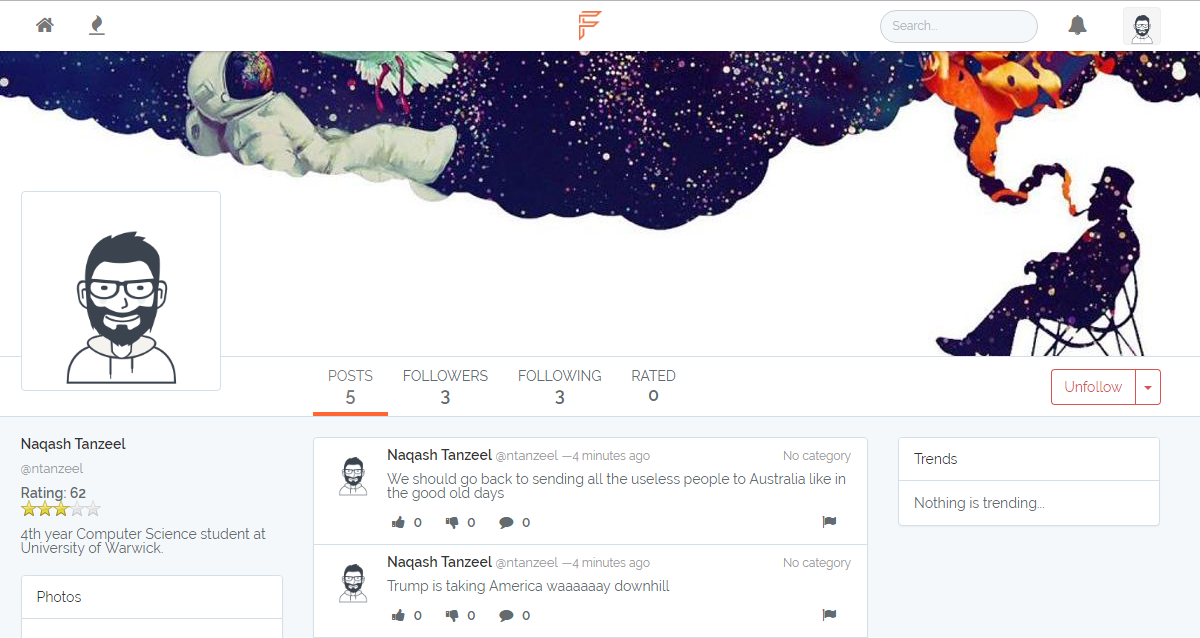 Search...
POSTS FOLLOWERS FOLLOWING RATED
5 3 3 0
Unfollow
Naqash Tanzeel
@ntanzeel
Rating: 62
4th year Computer Science student at
University of Warwick.
Photos
Naqash Tanzeel @ntanzeel —4 minutes ago No category
We should go back to sending all the useless people to Australia like in
the good old days
0 0 0
Naqash Tanzeel @ntanzeel —4 minutes ago No category
Trump is taking America waaaaaay downhill
0 0 0
Trends
Nothing is trending...